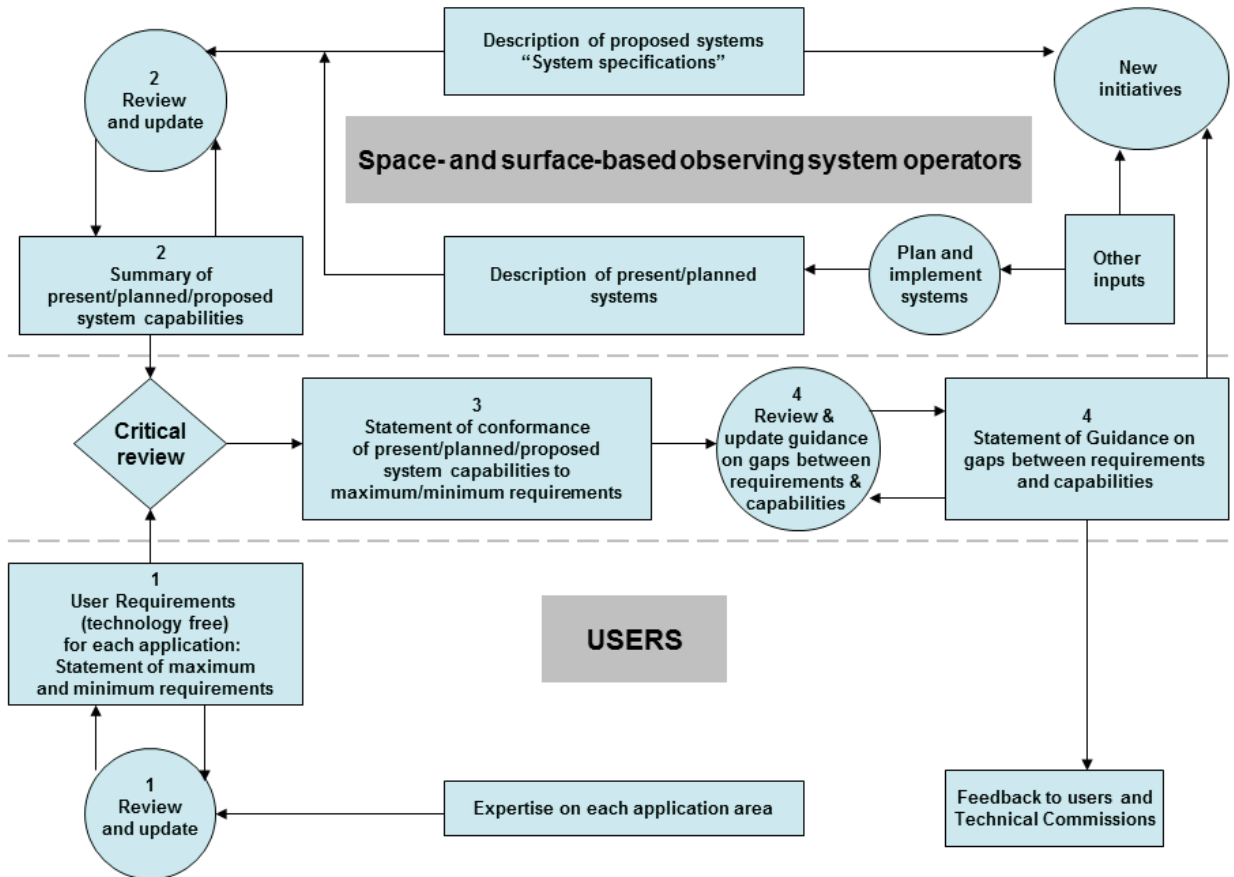 Description of proposed systems
“System specifications”
2
Review
and update
New
initiatives
Space- and surface-based observing system operators
2
Summary of
present/planned/proposed
system capabilities
Description of present/planned
systems
Plan and
implement
systems
Other
inputs
Critical
review
3
Statement of conformance
of present/planned/proposed
system capabilities to
maximum/minimum requirements
4
Review &
update guidance
on gaps between
requirements &
capabilities
4
Statement of Guidance on
gaps between requirements
and capabilities
1
User Requirements
(technology free)
for each application:
Statement of maximum
and minimum requirements
USERS
1
Review
and update
Expertise on each application area
Feedback to users and
Technical Commissions